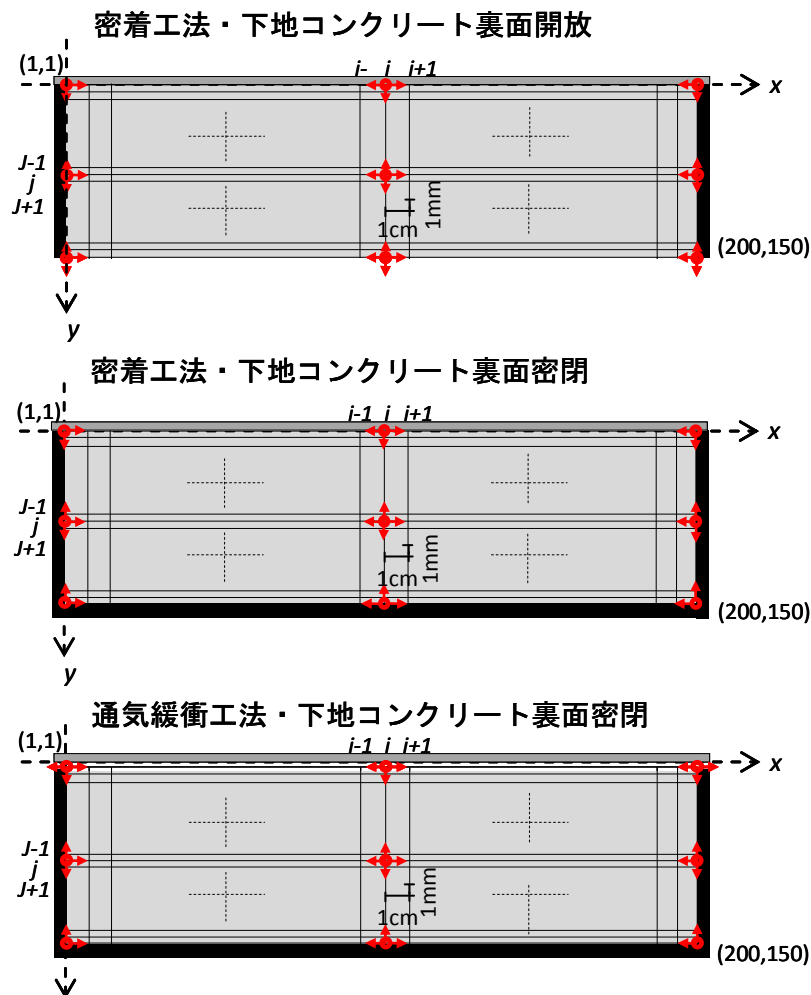 密着工法・下地コンクリート裏面開放
(1,1)
i- i i+1
x
J-1
j
J+1
1cm
1mm
(200,150)
y
密着工法・下地コンクリート裏面密閉
(1,1)
i-1 i i+1
x
J-1
j
J+1
1cm
1mm
(200,150)
y
通気緩衝工法・下地コンクリート裏面密閉
(1,1)
i-1 i i+1
x
J-1
j
J+1
1cm
1mm
(200,150)